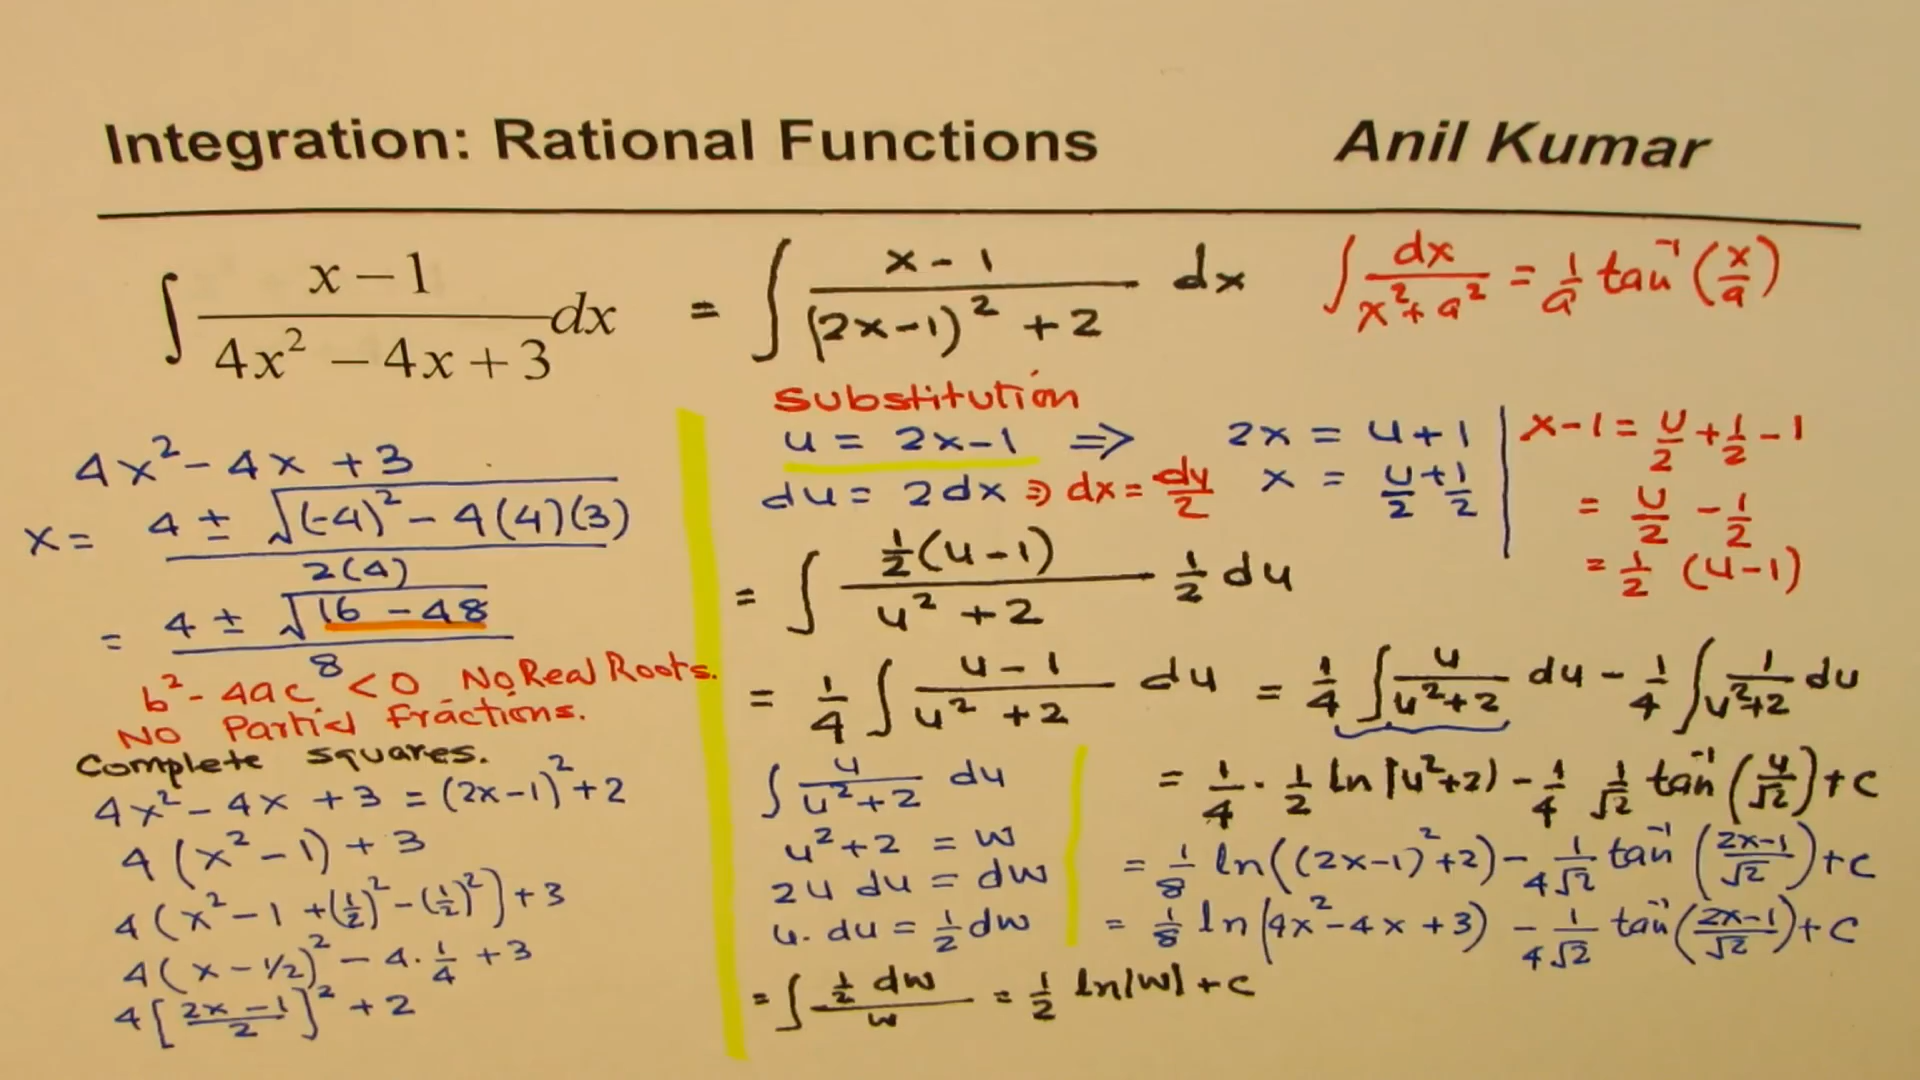 Integration: Rational Functions Anil Kumar
∫ (x − 1)/(4x² − 4x + 3) dx = ∫ (x - 1)/((2x-1)² + 2) dx
∫ dx/(x² + a²) = 1/a tan⁻¹(x/a)
4x² - 4x + 3
x = (4 ± √((-4)² - 4(4)(3)))/(2(4))
= (4 ± √(16 - 48))/8
b² - 4ac < 0 No Real Roots.
No Partial fractions.
Complete squares.
4x² - 4x + 3 = (2x-1)² + 2
4(x² - 1) + 3
4(x² - 1 + (1/2)² - (1/2)²) + 3
4(x - 1/2)² - 4 · 1/4 + 3
4[(2x - 1)/2]² + 2
Substitution
u = 2x-1 ⇒ 2x = u+1
du = 2dx ⇒ dx = du/2 x = u/2 + 1/2
x-1 = u/2 + 1/2 - 1
= u/2 - 1/2
= 1/2 (u-1)
= ∫ (1/2 (u-1))/(u² + 2) 1/2 du
= 1/4 ∫ (u - 1)/(u² + 2) du = 1/4 ∫ u/(u²+2) du - 1/4 ∫ 1/(u²+2) du
∫ u/(u²+2) du
u²+2 = w
2u du = dw
u. du = 1/2 dw
= ∫ (1/2 dw)/w = 1/2 ln|w| + c
= 1/4 · 1/2 ln|u²+2) - 1/4 1/√2 tan⁻¹(u/√2) + c
= 1/8 ln((2x-1)²+2) - 1/(4√2) tan⁻¹((2x-1)/√2) + c
= 1/8 ln(4x² - 4x + 3) - 1/(4√2) tan⁻¹((2x-1)/√2) + c